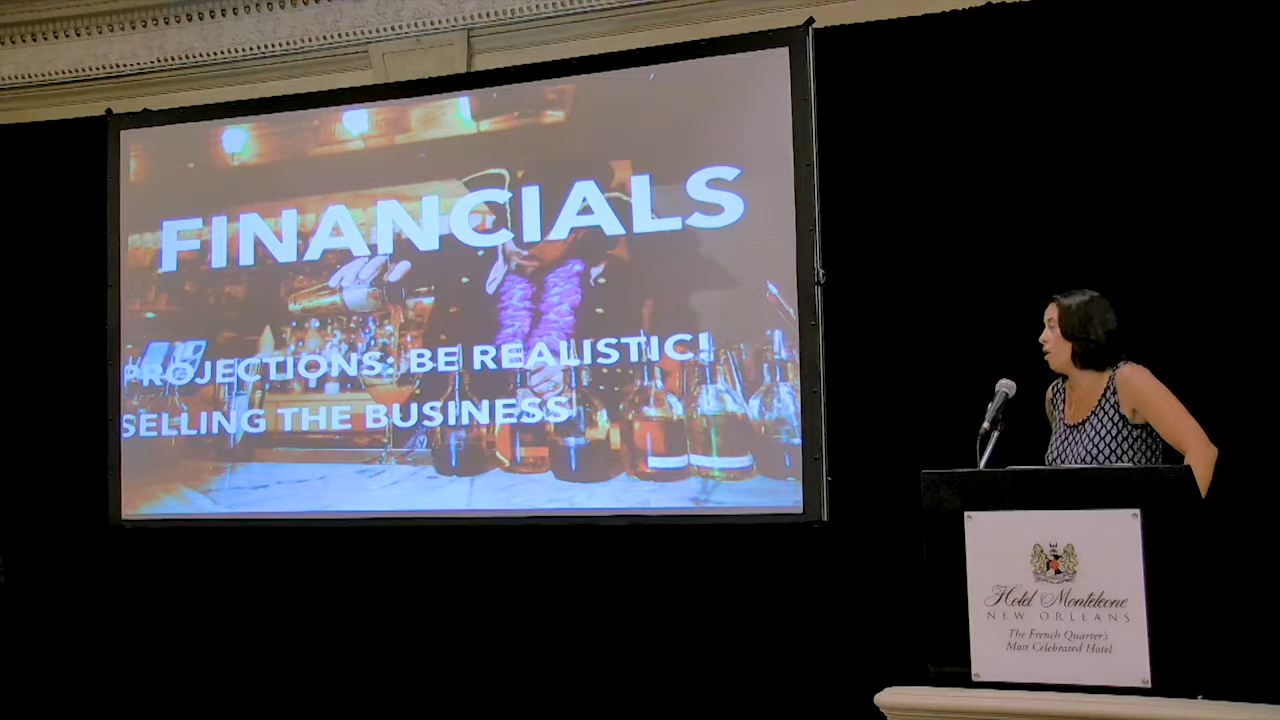 FINANCIALS
PROJECTIONS: BE REALISTIC!
SELLING THE BUSINESS
Hotel Monteleone
NEW ORLEANS
The French Quarter's
Most Celebrated Hotel